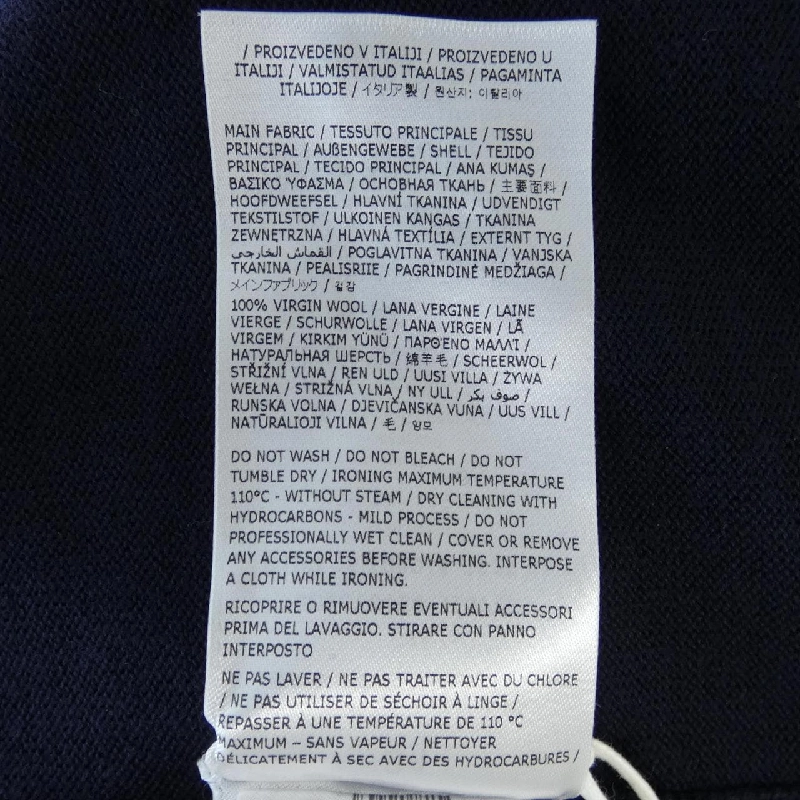 / PROIZVEDENO V ITALIJI / PROIZVEDENO U
ITALIJI / VALMISTATUD ITAALIAS / PAGAMINTA
ITALIJOJE / イタリア製 / 원산지: 이탈리아
MAIN FABRIC / TESSUTO PRINCIPALE / TISSU
PRINCIPAL / AUßENGEWEBE / SHELL / TEJIDO
PRINCIPAL / TECIDO PRINCIPAL / ANA KUMAŞ /
ΒΑΣΙΚΌ ΎΦΑΣΜΑ / ОСНОВНАЯ ТКАНЬ / 主要面料 /
HOOFDWEEFSEL / HLAVNÍ TKANINA / UDVENDIGT
TEKSTILSTOF / ULKOINEN KANGAS / TKANINA
ZEWNĘTRZNA / HLAVNÁ TEXTÍLIA / EXTERNT TYG /
القماش الخارجي / POGLAVITNA TKANINA / VANJSKA
TKANINA / PEALISRIIE / PAGRINDINĖ MEDŽIAGA /
メインファブリック / 겉감
100% VIRGIN WOOL / LANA VERGINE / LAINE
VIERGE / SCHURWOLLE / LANA VIRGEN / LÃ
VIRGEM / KIRKIM YÜNÜ / ΠΑΡΘΈΝΟ ΜΑΛΛΊ /
НАТУРАЛЬНАЯ ШЕРСТЬ / 绵羊毛 / SCHEERWOL /
STŘIŽNÍ VLNA / REN ULD / UUSI VILLA / ŻYWA
WEŁNA / STRIŽNÁ VLNA / NY ULL / صوف بكر /
RUNSKA VOLNA / DJEVIČANSKA VUNA / UUS VILL /
NATŪRALIOJI VILNA / 毛 / 양모
DO NOT WASH / DO NOT BLEACH / DO NOT
TUMBLE DRY / IRONING MAXIMUM TEMPERATURE
110°C - WITHOUT STEAM / DRY CLEANING WITH
HYDROCARBONS - MILD PROCESS / DO NOT
PROFESSIONALLY WET CLEAN / COVER OR REMOVE
ANY ACCESSORIES BEFORE WASHING. INTERPOSE
A CLOTH WHILE IRONING.
RICOPRIRE O RIMUOVERE EVENTUALI ACCESSORI
PRIMA DEL LAVAGGIO. STIRARE CON PANNO
INTERPOSTO
NE PAS LAVER / NE PAS TRAITER AVEC DU CHLORE
/ NE PAS UTILISER DE SÉCHOIR À LINGE /
REPASSER À UNE TEMPÉRATURE DE 110 °C
MAXIMUM – SANS VAPEUR / NETTOYER
DÉLICATEMENT À SEC AVEC DES HYDROCARBURES /